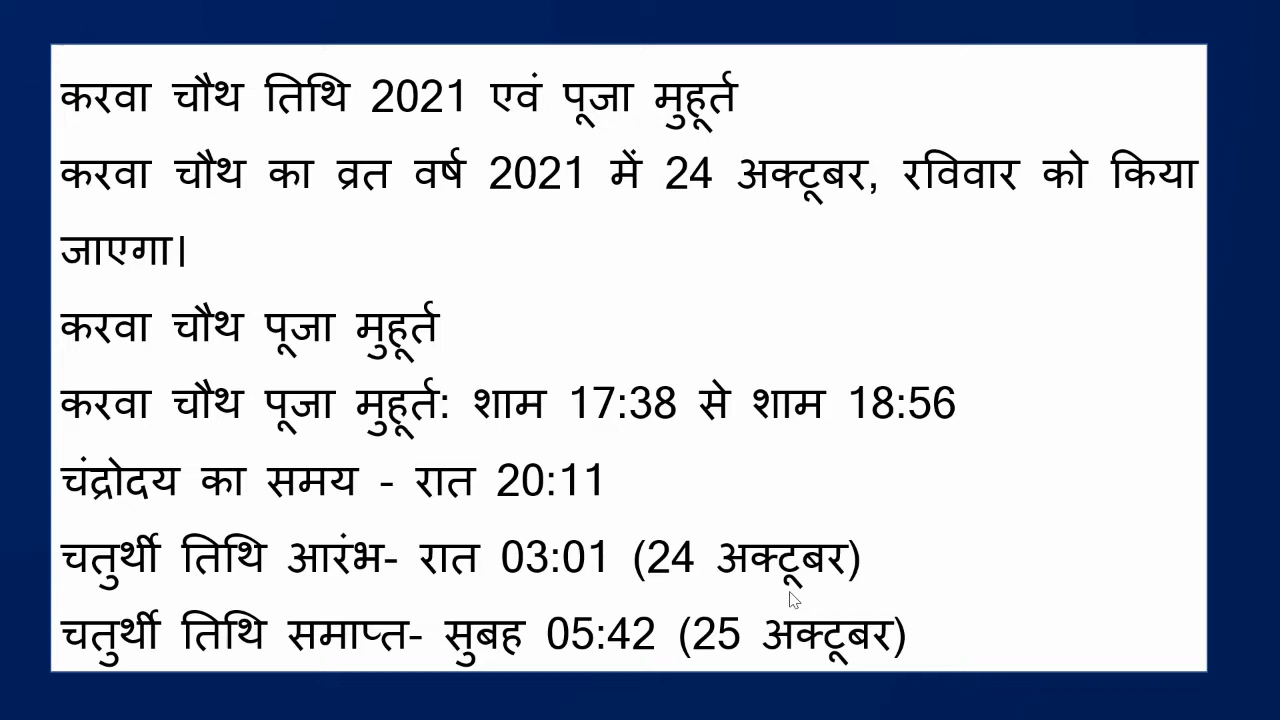 करवा चौथ तिथि 2021 एवं पूजा मुहूर्त
करवा चौथ का व्रत वर्ष 2021 में 24 अक्टूबर, रविवार को किया
जाएगा।
करवा चौथ पूजा मुहूर्त
करवा चौथ पूजा मुहूर्त: शाम 17:38 से शाम 18:56
चंद्रोदय का समय - रात 20:11
चतुर्थी तिथि आरंभ- रात 03:01 (24 अक्टूबर)
चतुर्थी तिथि समाप्त- सुबह 05:42 (25 अक्टूबर)